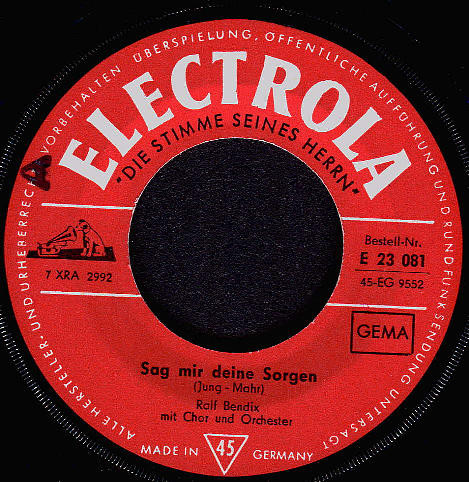 ALLE HERSTELLER- UND URHEBERRECHTE VORBEHALTEN ÜBERSPIELUNG, ÖFFENTLICHE AUFFÜHRUNG UND RUNDFUNKSENDUNG UNTERSAGT
ELECTROLA
"DIE STIMME SEINES HERRN"
A
7 XRA 2992
Bestell-Nr.
E 23 081
45-EG 9552
GEMA
Sag mir deine Sorgen
(Jung - Mahr)
Ralf Bendix
mit Chor und Orchester
MADE IN 45 GERMANY